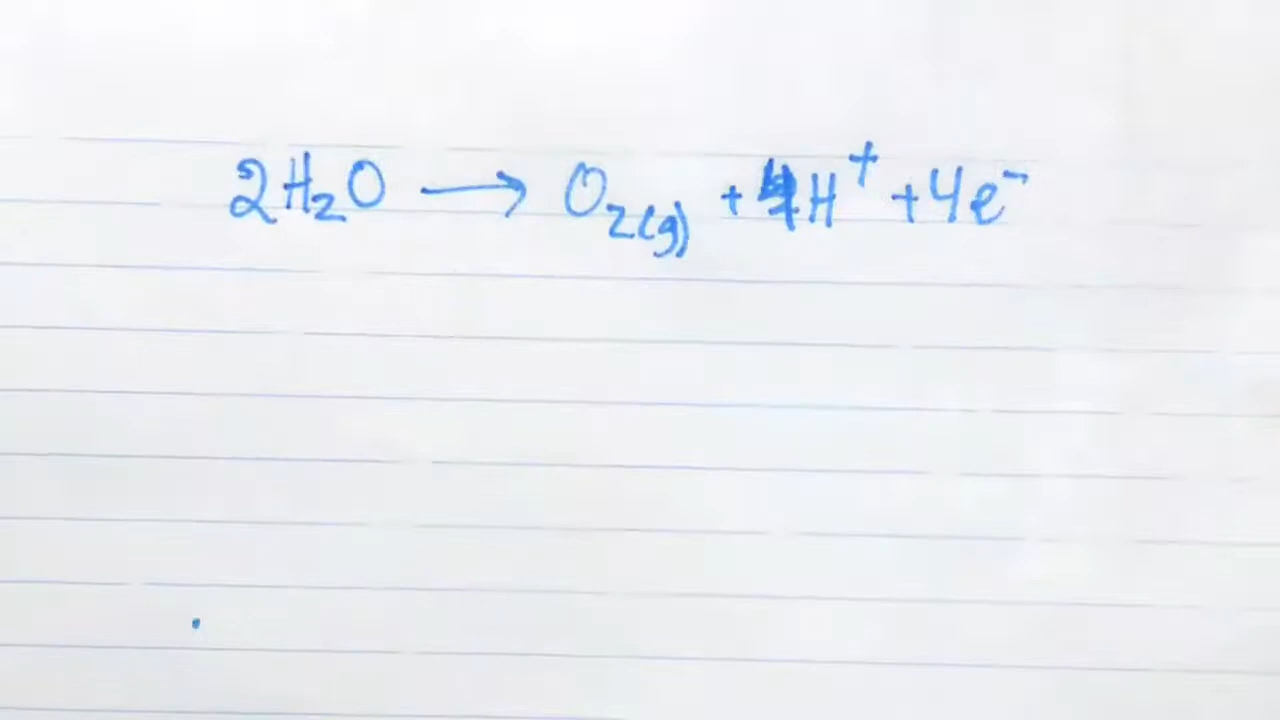 2H₂O ⟶ O₂(g) + 4H⁺ + 4e⁻